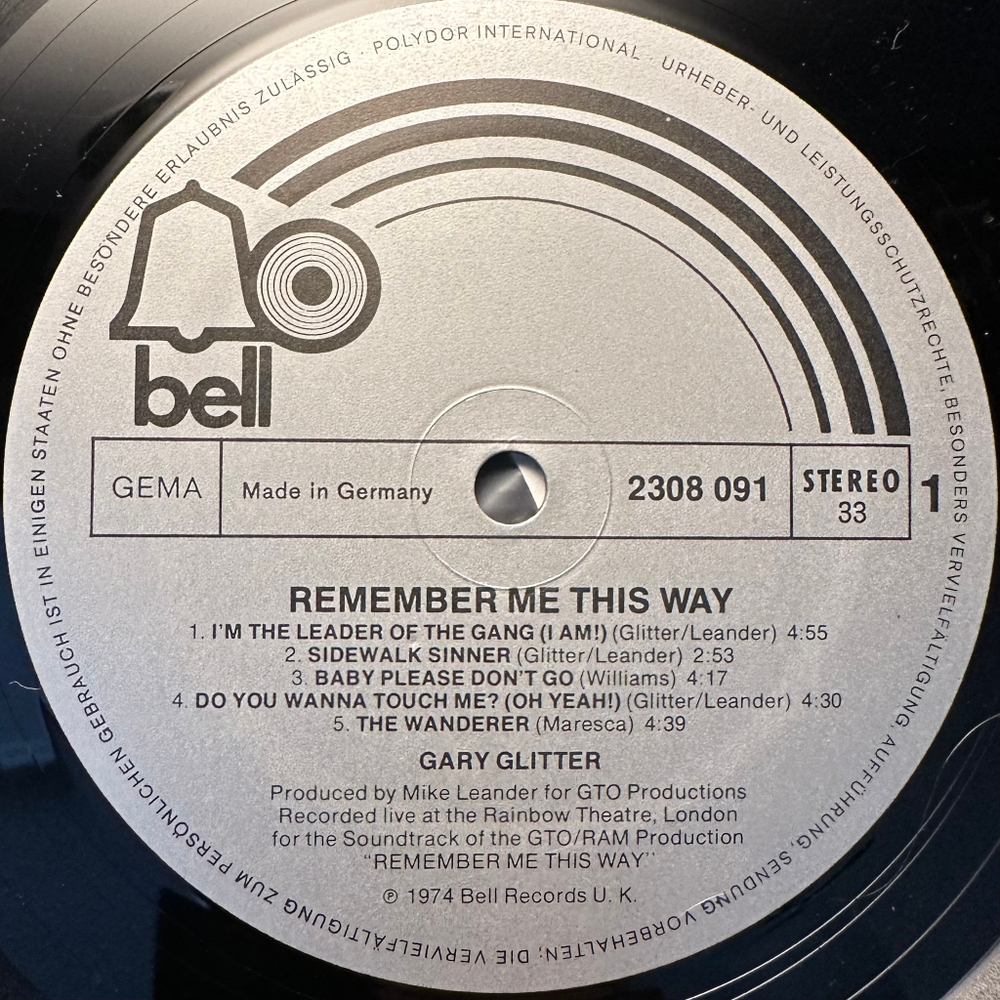 POLYDOR INTERNATIONAL · URHEBER- UND LEISTUNGSSCHUTZRECHTE, BESONDERS VERVIELFÄLTIGUNG, AUFFÜHRUNG, SENDUNG VORBEHALTEN; DIE VERVIELFÄLTIGUNG ZUM PERSÖNLICHEN GEBRAUCH IST IN EINIGEN STAATEN OHNE BESONDERE ERLAUBNIS ZULÄSSIG ·
bell
GEMA
Made in Germany
2308 091
STEREO
33
1
REMEMBER ME THIS WAY
1. I'M THE LEADER OF THE GANG (I AM!) (Glitter/Leander) 4:55
2. SIDEWALK SINNER (Glitter/Leander) 2:53
3. BABY PLEASE DON'T GO (Williams) 4:17
4. DO YOU WANNA TOUCH ME? (OH YEAH!) (Glitter/Leander) 4:30
5. THE WANDERER (Maresca) 4:39
GARY GLITTER
Produced by Mike Leander for GTO Productions
Recorded live at the Rainbow Theatre, London
for the Soundtrack of the GTO/RAM Production
"REMEMBER ME THIS WAY"
℗ 1974 Bell Records U. K.